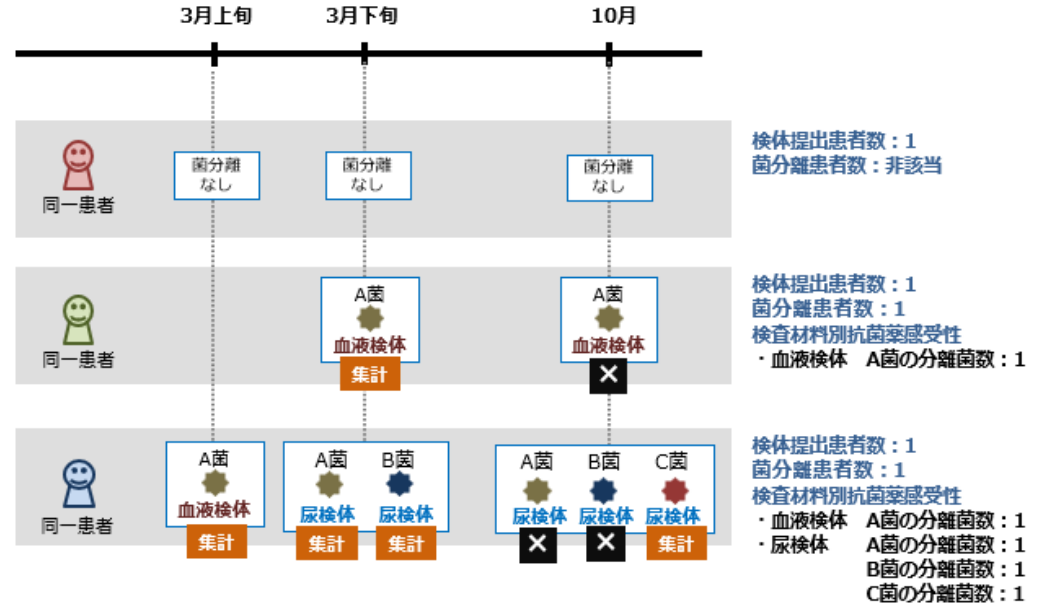 3月上旬 3月下旬 10月
菌分離
なし
菌分離
なし
菌分離
なし
同一患者
検体提出患者数：1
菌分離患者数：非該当
A菌
血液検体
集計
A菌
血液検体
×
同一患者
検体提出患者数：1
菌分離患者数：1
検査材料別抗菌薬感受性
・血液検体 A菌の分離菌数：1
A菌
血液検体
集計
A菌 B菌
尿検体 尿検体
集計 集計
A菌 B菌 C菌
尿検体 尿検体 尿検体
× × 集計
同一患者
検体提出患者数：1
菌分離患者数：1
検査材料別抗菌薬感受性
・血液検体 A菌の分離菌数：1
・尿検体 A菌の分離菌数：1
B菌の分離菌数：1
C菌の分離菌数：1